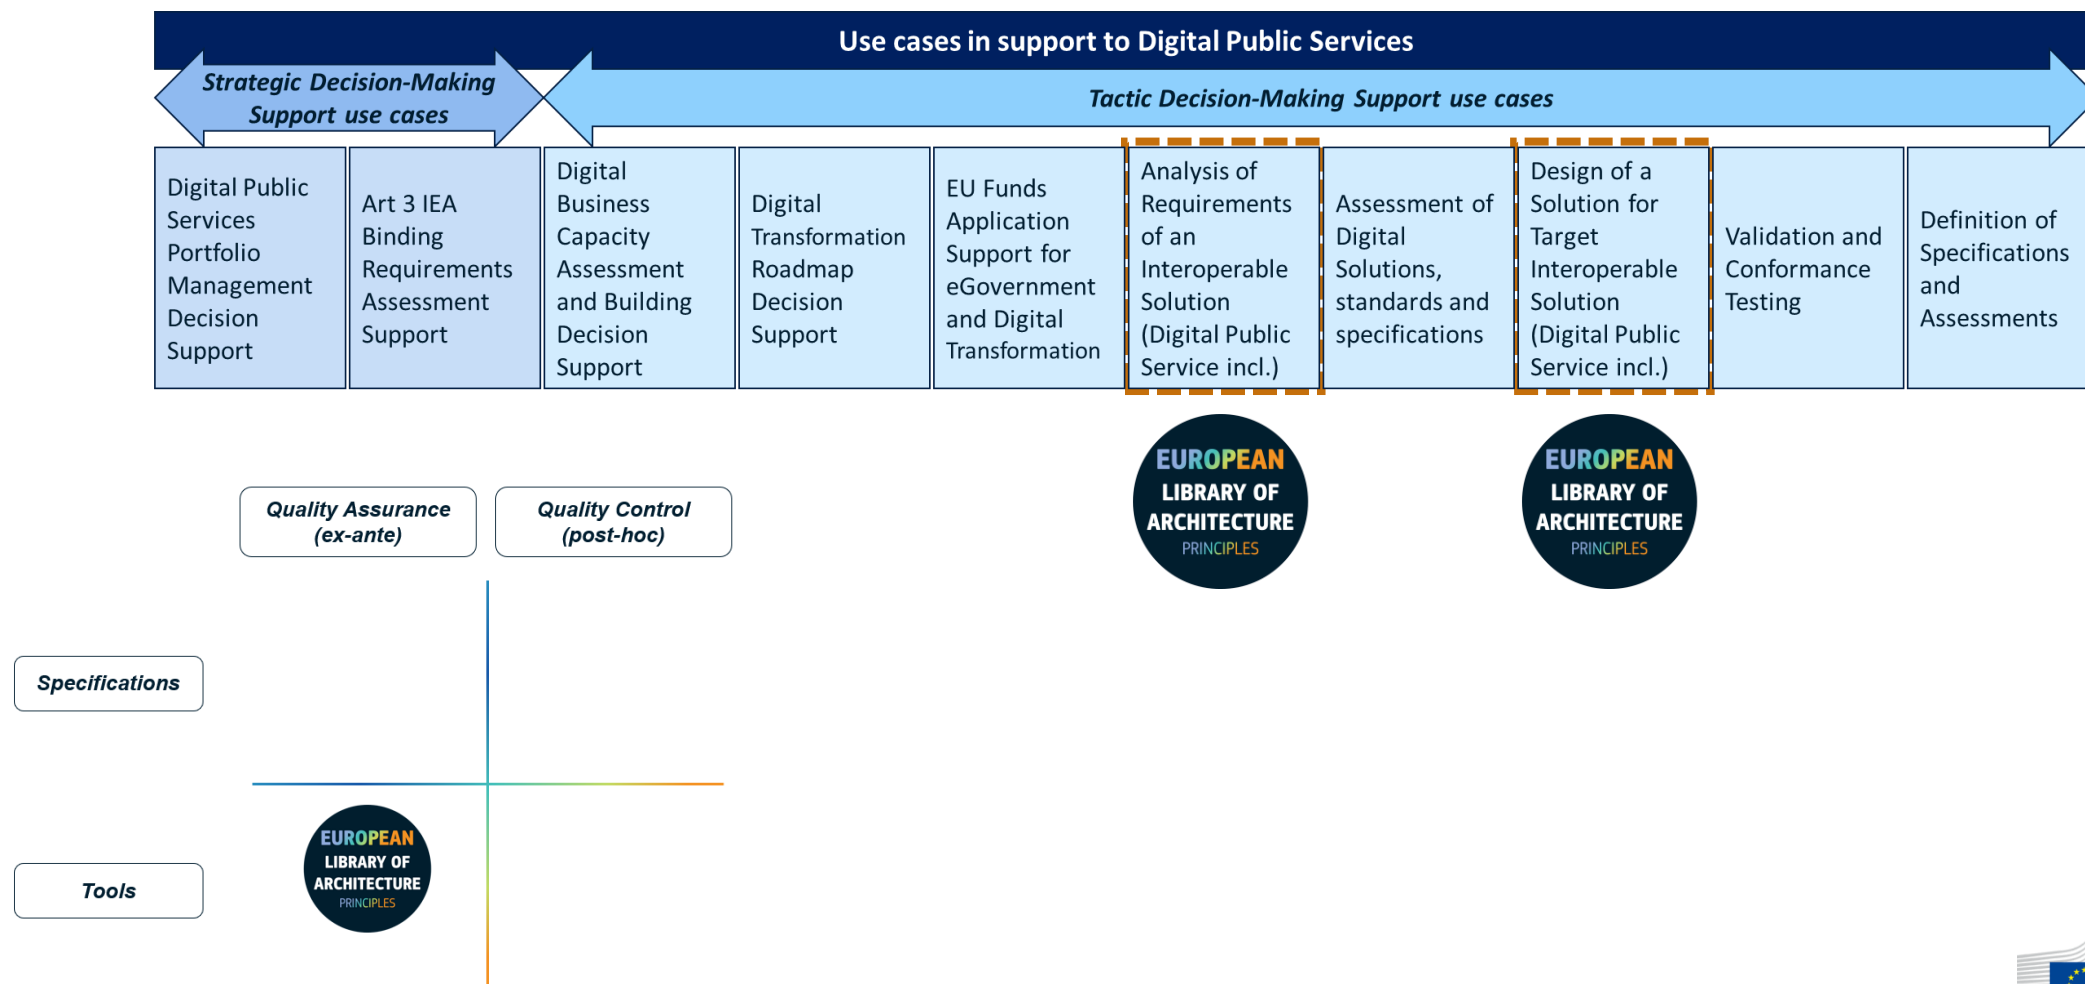 Use cases in support to Digital Public Services
Strategic Decision-Making
Support use cases
Tactic Decision-Making Support use cases
Digital Public
Services
Portfolio
Management
Decision
Support
Art 3 IEA
Binding
Requirements
Assessment
Support
Digital
Business
Capacity
Assessment
and Building
Decision
Support
Digital
Transformation
Roadmap
Decision
Support
EU Funds
Application
Support for
eGovernment
and Digital
Transformation
Analysis of
Requirements
of an
Interoperable
Solution
(Digital Public
Service incl.)
Assessment of
Digital
Solutions,
standards and
specifications
Design of a
Solution for
Target
Interoperable
Solution
(Digital Public
Service incl.)
Validation and
Conformance
Testing
Definition of
Specifications
and
Assessments
EUROPEAN
LIBRARY OF
ARCHITECTURE
PRINCIPLES
EUROPEAN
LIBRARY OF
ARCHITECTURE
PRINCIPLES
Quality Assurance
(ex-ante)
Quality Control
(post-hoc)
Specifications
Tools
EUROPEAN
LIBRARY OF
ARCHITECTURE
PRINCIPLES